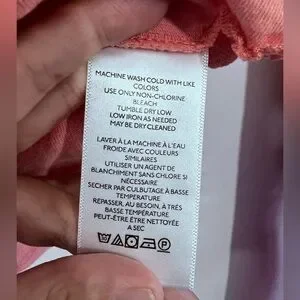 MACHINE WASH COLD WITH LIKE
COLORS
USE ONLY NON-CHLORINE
BLEACH
TUMBLE DRY LOW
LOW IRON AS NEEDED
MAY BE DRY CLEANED
LAVER À LA MACHINE À L'EAU
FROIDE AVEC COULEURS
SIMILAIRES
UTILISER UN AGENT DE
BLANCHIMENT SANS CHLORE SI
NÉCESSAIRE
SECHER PAR CULBUTAGE À BASSE
TEMPÉRATURE
REPASSER, AU BESOIN, À TRÈS
BASSE TEMPÉRATURE
PEUT-ÊTRE ÊTRE NETTOYÉE
A SEC